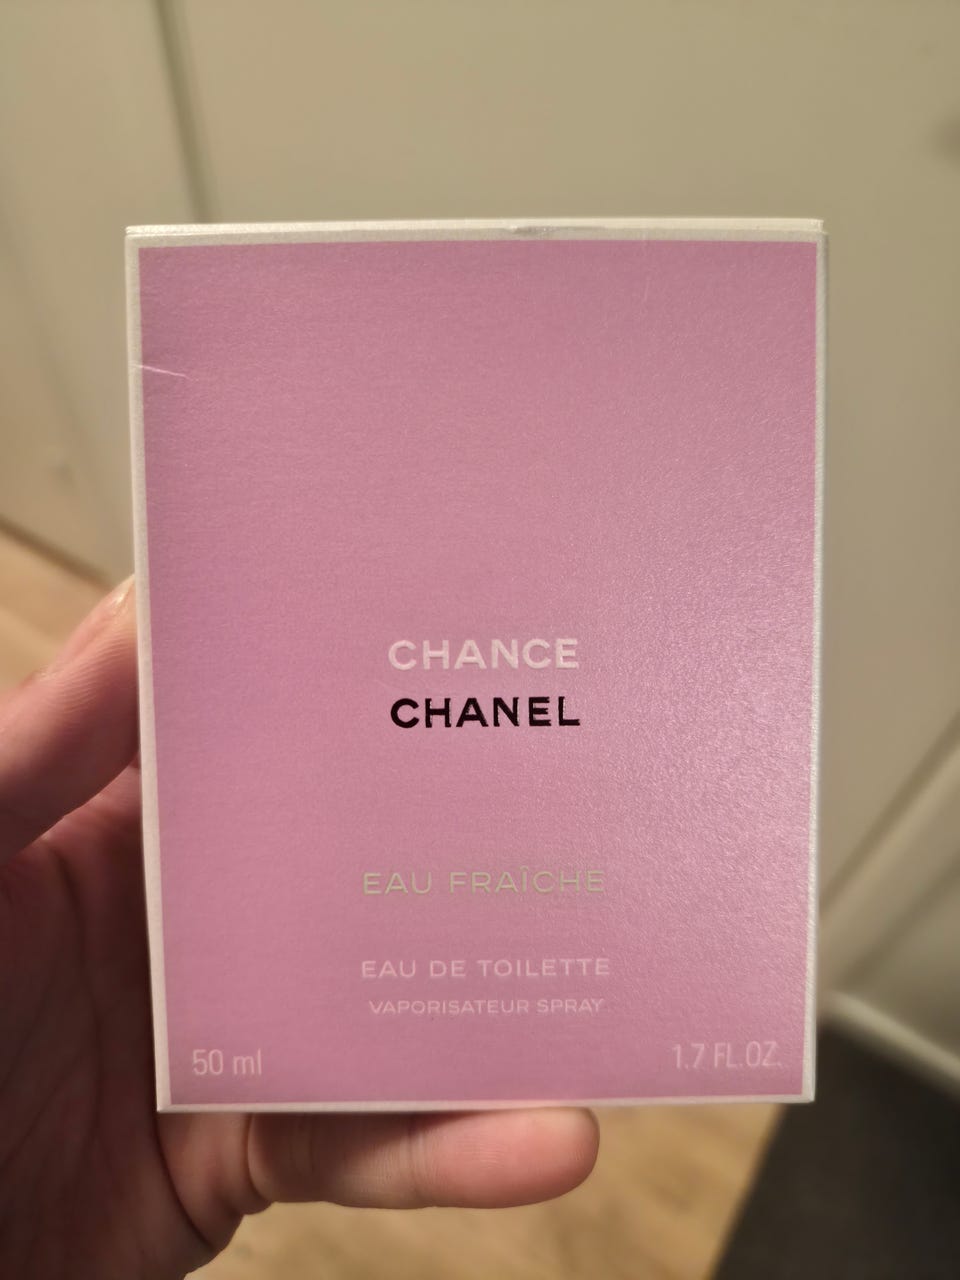 CHANCE
CHANEL
EAU FRAÎCHE
EAU DE TOILETTE
VAPORISATEUR SPRAY
50 ml 1.7 FL.OZ.